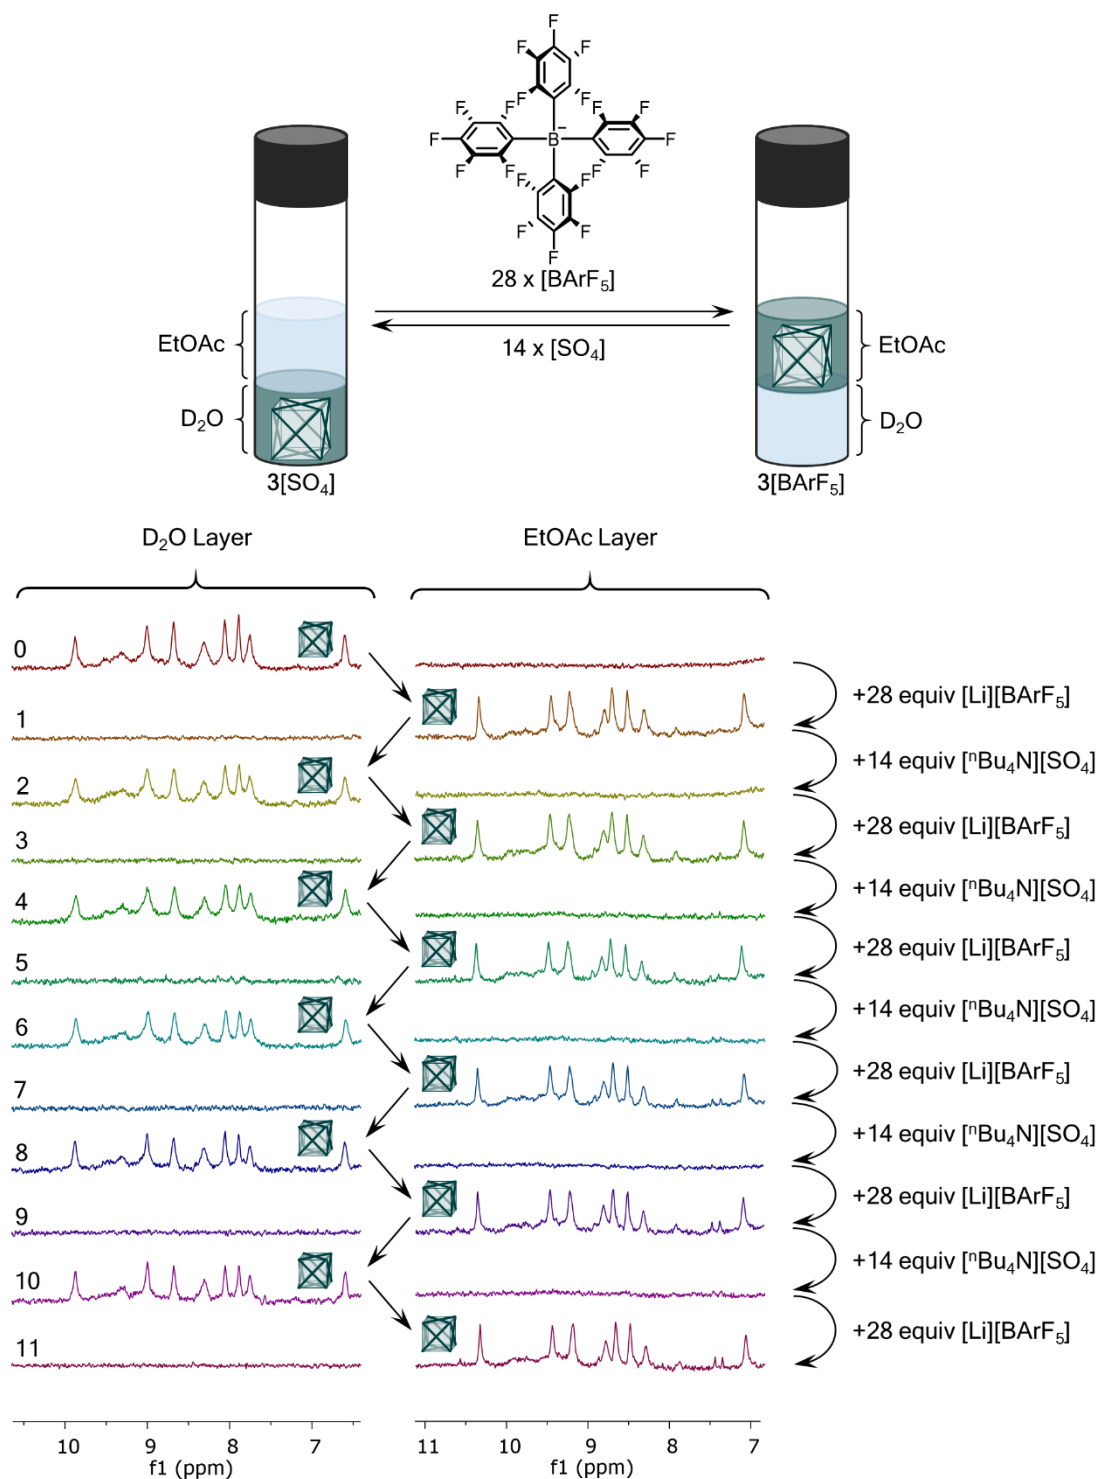 F
F F
F F
F F F F
F B− F
F F F F
F F
F F
F
28 x [BArF₅]
14 x [SO₄]
EtOAc
D₂O
3[SO₄]
EtOAc
D₂O
3[BArF₅]
D₂O Layer
EtOAc Layer
0
+28 equiv [Li][BArF₅]
1
+14 equiv [ⁿBu₄N][SO₄]
2
+28 equiv [Li][BArF₅]
3
+14 equiv [ⁿBu₄N][SO₄]
4
+28 equiv [Li][BArF₅]
5
+14 equiv [ⁿBu₄N][SO₄]
6
+28 equiv [Li][BArF₅]
7
+14 equiv [ⁿBu₄N][SO₄]
8
+28 equiv [Li][BArF₅]
9
+14 equiv [ⁿBu₄N][SO₄]
10
+28 equiv [Li][BArF₅]
11
10 9 8 7
f1 (ppm)
11 10 9 8 7
f1 (ppm)